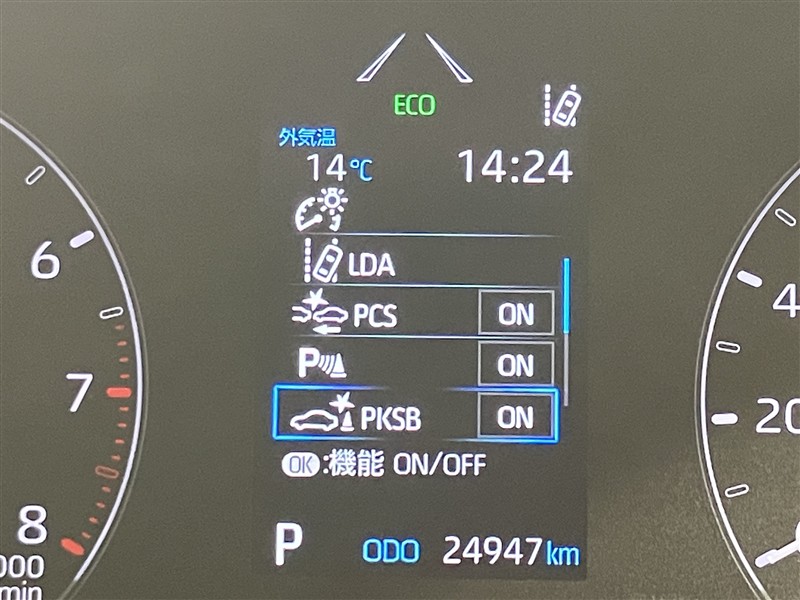 ECO
外気温
14℃ 14:24
LDA
PCS ON
P ON
PKSB ON
OK:機能 ON/OFF
P ODO 24947km
6
7
8
000
min
4
20